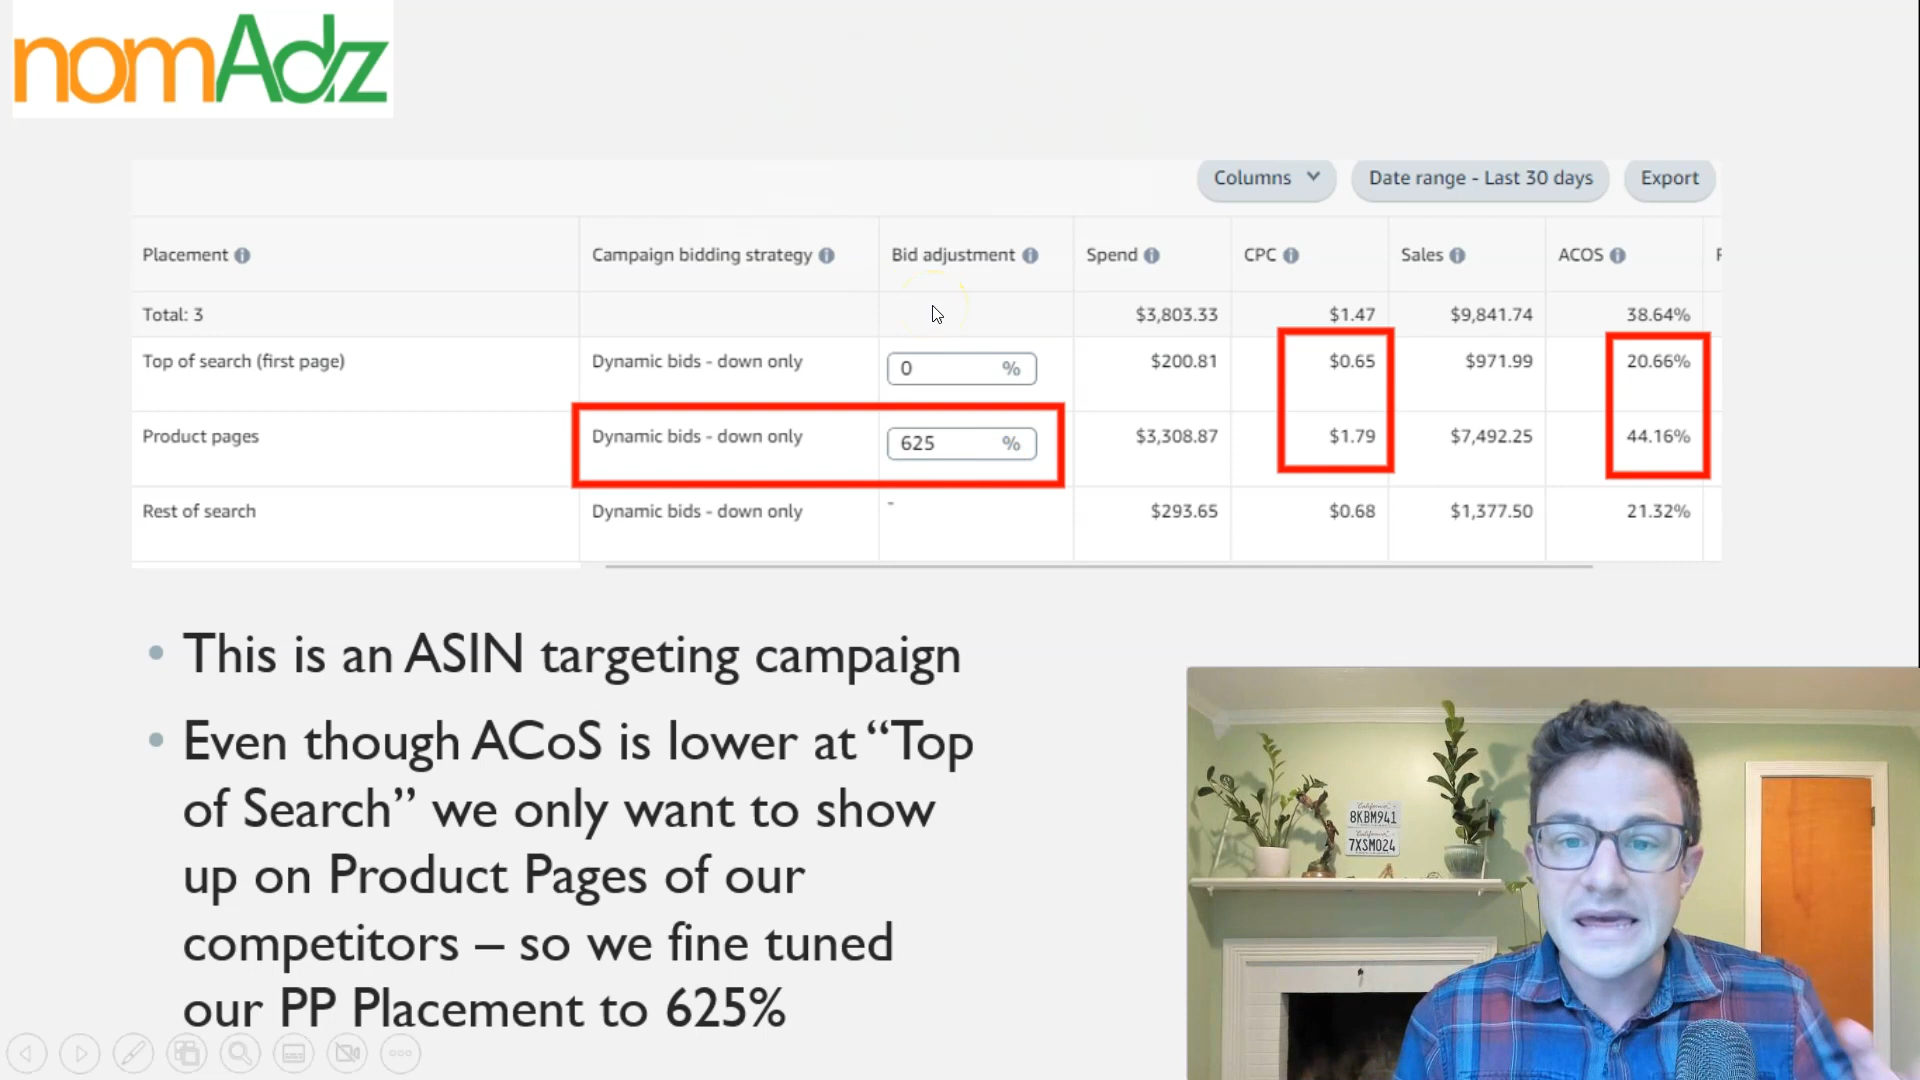 nomAdz
Columns
Date range - Last 30 days
Export
Placement
Campaign bidding strategy
Bid adjustment
Spend
CPC
Sales
ACOS
F
Total: 3
$3,803.33
$1.47
$9,841.74
38.64%
Top of search (first page)
Dynamic bids - down only
0 %
$200.81
$0.65
$971.99
20.66%
Product pages
Dynamic bids - down only
625 %
$3,308.87
$1.79
$7,492.25
44.16%
Rest of search
Dynamic bids - down only
-
$293.65
$0.68
$1,377.50
21.32%
• This is an ASIN targeting campaign
• Even though ACoS is lower at “Top
of Search” we only want to show
up on Product Pages of our
competitors – so we fine tuned
our PP Placement to 625%
California
8KBM941
California
7XSM024